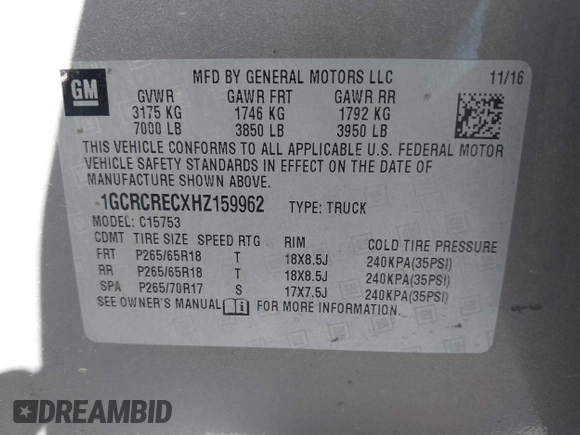 GM
MFD BY GENERAL MOTORS LLC 11/16
GVWR GAWR FRT GAWR RR
3175 KG 1746 KG 1792 KG
7000 LB 3850 LB 3950 LB
THIS VEHICLE CONFORMS TO ALL APPLICABLE U.S. FEDERAL MOTOR
VEHICLE SAFETY STANDARDS IN EFFECT ON THE DATE OF
MANUFACTURE SHOWN ABOVE.
1GCRCRECXHZ159962 TYPE: TRUCK
MODEL: C15753
CDMT TIRE SIZE SPEED RTG RIM COLD TIRE PRESSURE
FRT P265/65R18 T 18X8.5J 240KPA(35PSI)
RR P265/65R18 T 18X8.5J 240KPA(35PSI)
SPA P265/70R17 S 17X7.5J 240KPA(35PSI)
SEE OWNER'S MANUAL FOR MORE INFORMATION.
DREAMBID